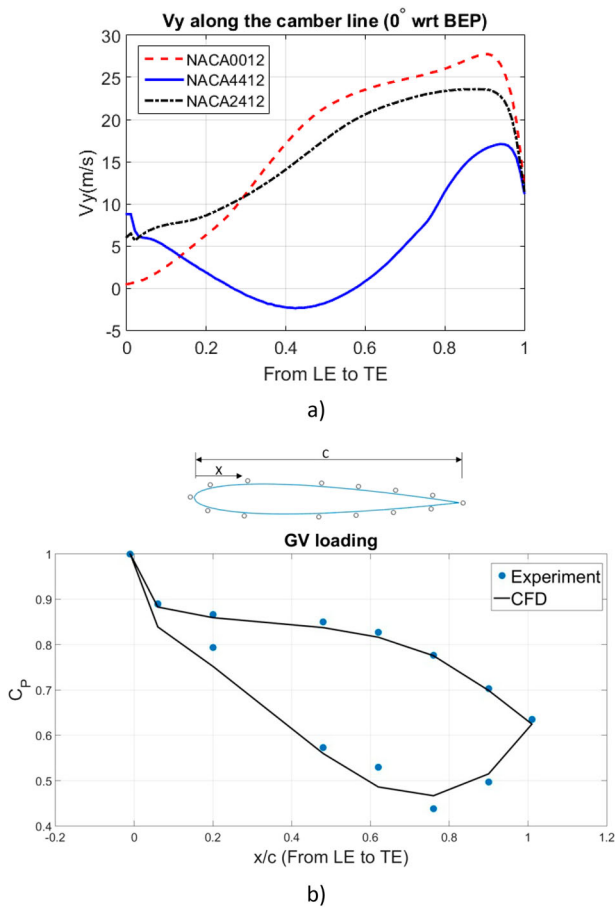 Vy along the camber line (0° wrt BEP)
NACA0012
NACA4412
NACA2412
30
25
20
15
10
5
0
-5
Vy(m/s)
0
0.2
0.4
0.6
0.8
1
From LE to TE
a)
c
x
GV loading
Experiment
CFD
1
0.9
0.8
0.7
0.6
0.5
0.4
C_P
-0.2
0
0.2
0.4
0.6
0.8
1
1.2
x/c (From LE to TE)
b)